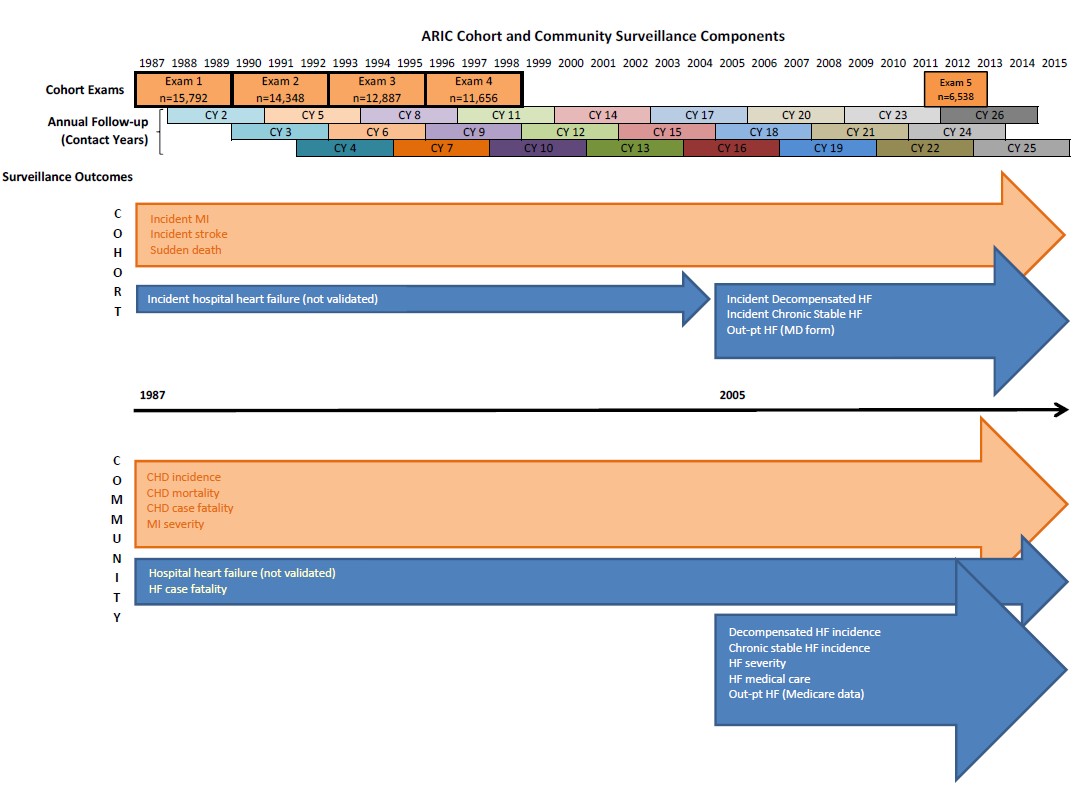 ARIC Cohort and Community Surveillance Components
1987 1988 1989 1990 1991 1992 1993 1994 1995 1996 1997 1998 1999 2000 2001 2002 2003 2004 2005 2006 2007 2008 2009 2010 2011 2012 2013 2014 2015
Cohort Exams
Exam 1
n=15,792
Exam 2
n=14,348
Exam 3
n=12,887
Exam 4
n=11,656
Exam 5
n=6,538
Annual Follow-up
(Contact Years)
CY 2 CY 5 CY 8 CY 11 CY 14 CY 17 CY 20 CY 23 CY 26
CY 3 CY 6 CY 9 CY 12 CY 15 CY 18 CY 21 CY 24
CY 4 CY 7 CY 10 CY 13 CY 16 CY 19 CY 22 CY 25
Surveillance Outcomes
C
O
H
O
R
T
Incident MI
Incident stroke
Sudden death
Incident hospital heart failure (not validated)
Incident Decompensated HF
Incident Chronic Stable HF
Out-pt HF (MD form)
1987 2005
C
O
M
M
U
N
I
T
Y
CHD incidence
CHD mortality
CHD case fatality
MI severity
Hospital heart failure (not validated)
HF case fatality
Decompensated HF incidence
Chronic stable HF incidence
HF severity
HF medical care
Out-pt HF (Medicare data)